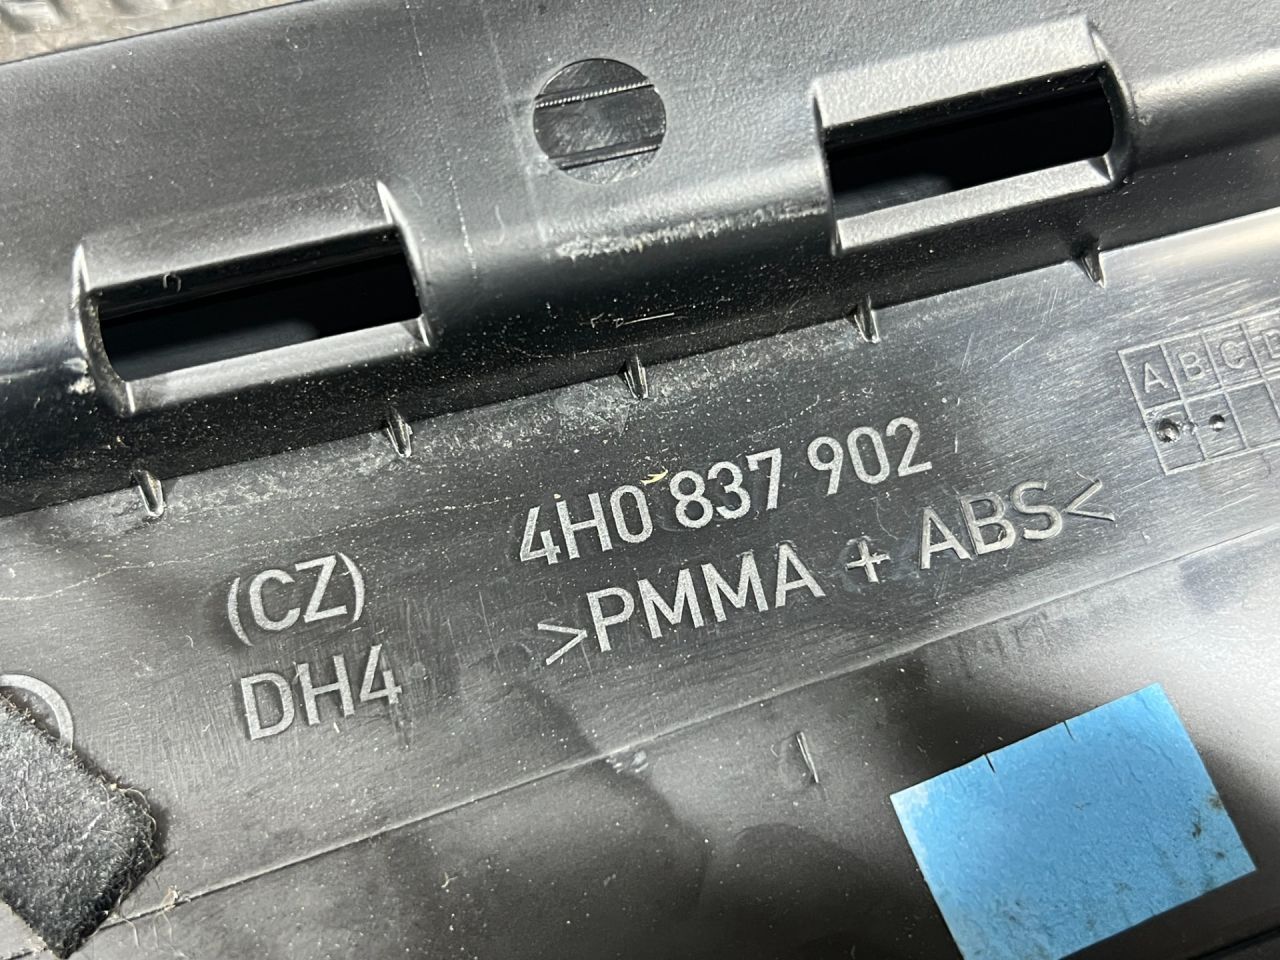 A B C D
4H0 837 902
>PMMA + ABS<
(CZ)
DH4